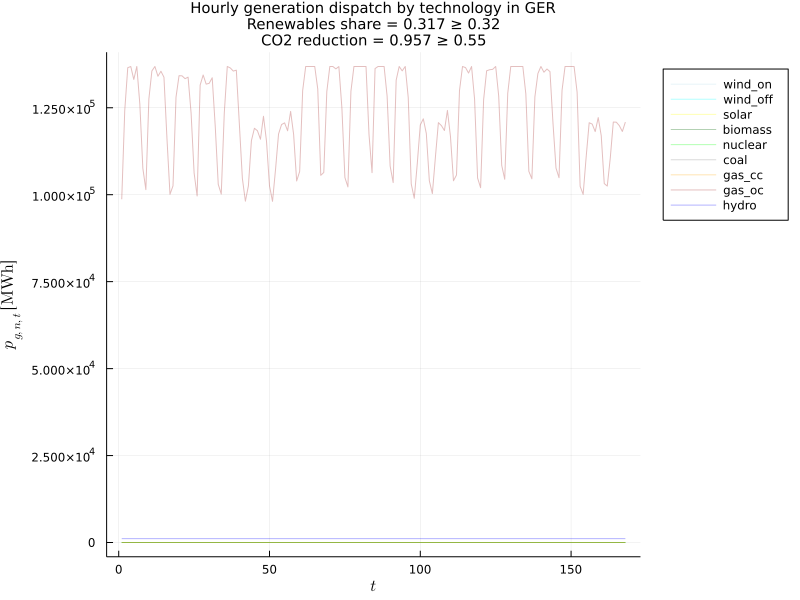 Hourly generation dispatch by technology in GER
Renewables share = 0.317 ≥ 0.32
CO2 reduction = 0.957 ≥ 0.55
1.250×10⁵
1.000×10⁵
7.500×10⁴
5.000×10⁴
2.500×10⁴
0
p g,n,t [MWh]
0 50 100 150
t
wind_on
wind_off
solar
biomass
nuclear
coal
gas_cc
gas_oc
hydro